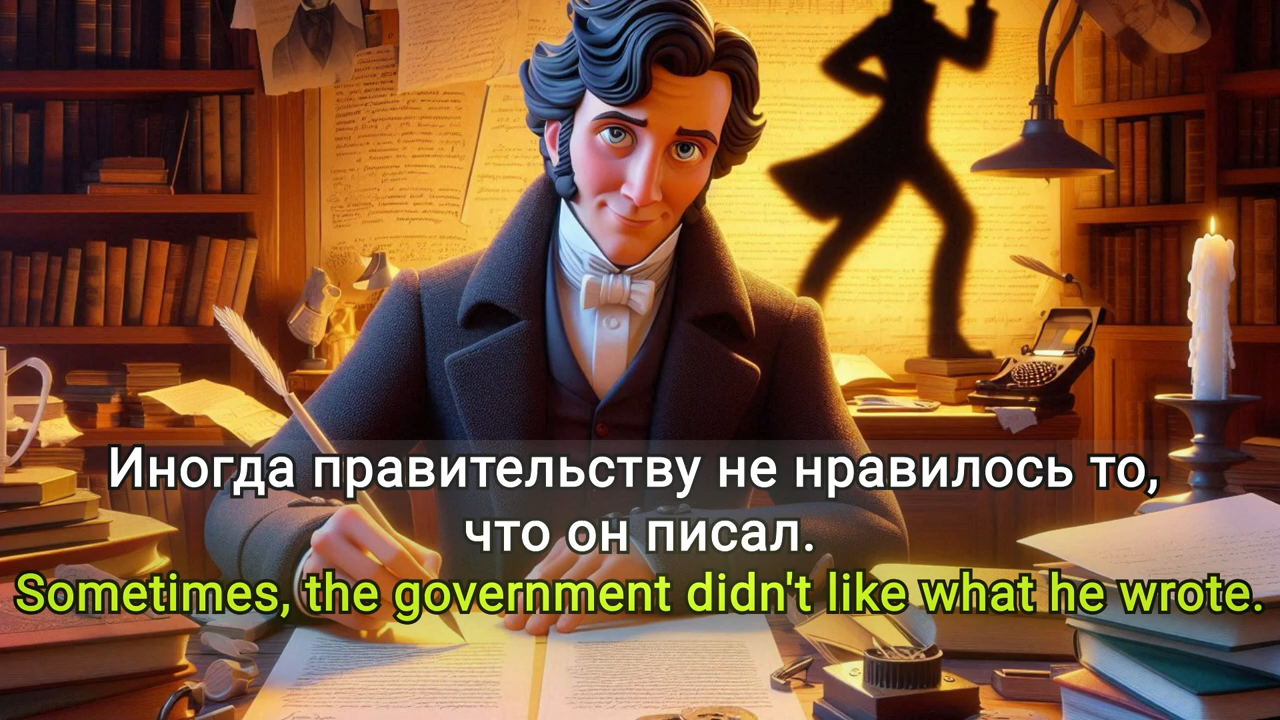 Иногда правительству не нравилось то,
что он писал.
Sometimes, the government didn't like what he wrote.